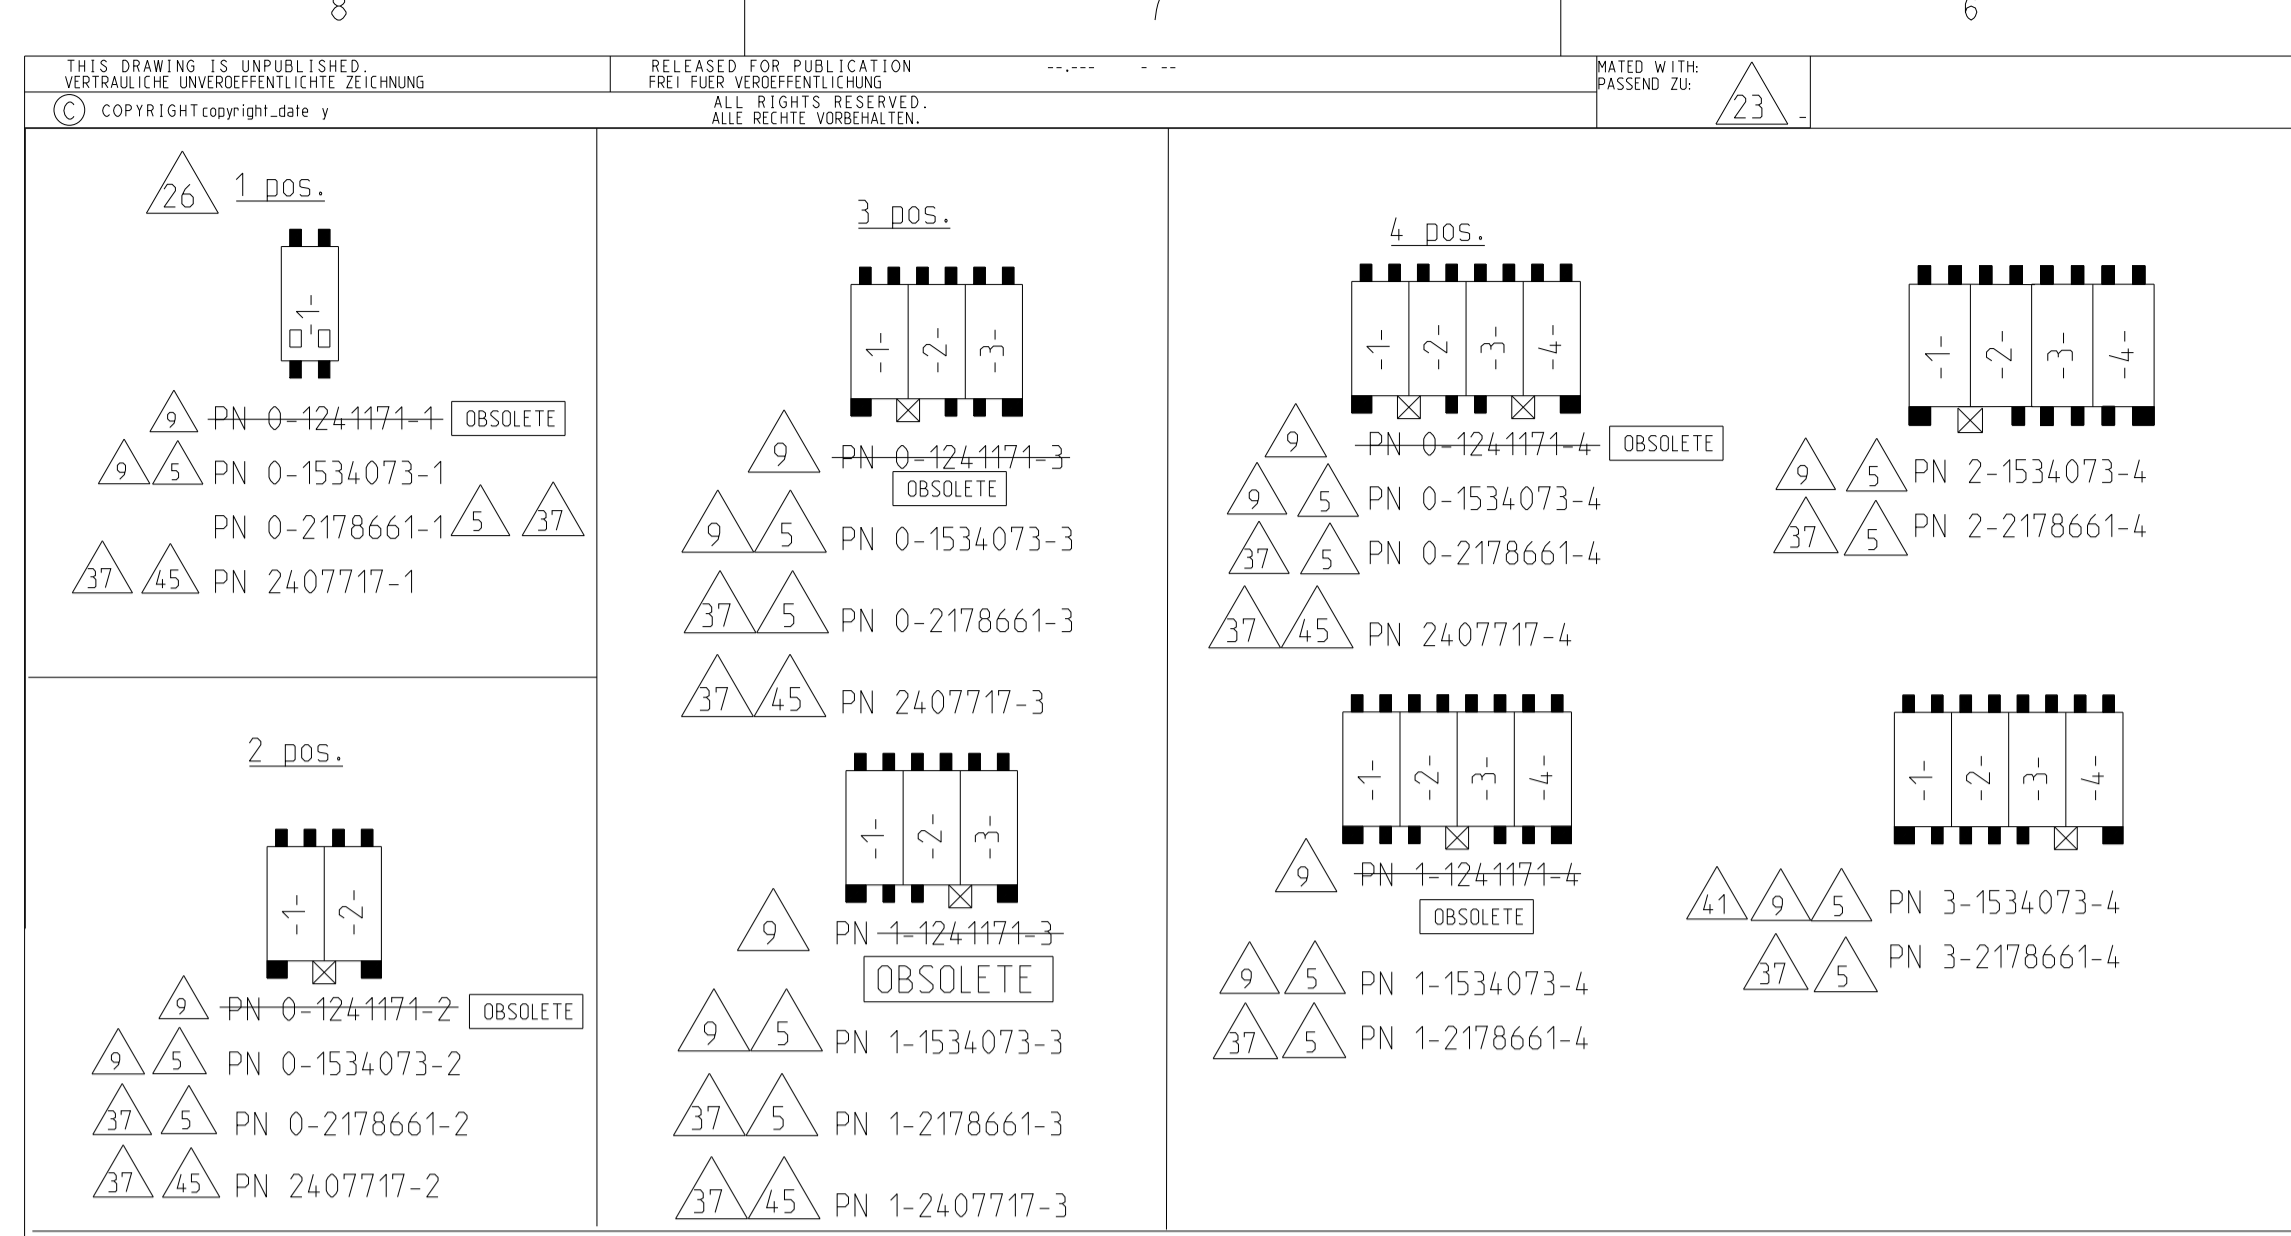 8 7 6
THIS DRAWING IS UNPUBLISHED.
VERTRAULICHE UNVEROEFFENTLICHTE ZEICHNUNG
RELEASED FOR PUBLICATION --.--- - --
FREI FUER VEROEFFENTLICHUNG
MATED WITH:
PASSEND ZU:
23 -
© COPYRIGHT copyright_date y
ALL RIGHTS RESERVED.
ALLE RECHTE VORBEHALTEN.
26 1 pos.
-1-
9 PN 0-1241171-1 OBSOLETE
9 5 PN 0-1534073-1
PN 0-2178661-1 5 37
37 45 PN 2407717-1
2 pos.
-1- -2-
9 PN 0-1241171-2 OBSOLETE
9 5 PN 0-1534073-2
37 5 PN 0-2178661-2
37 45 PN 2407717-2
3 pos.
-1- -2- -3-
9 PN 0-1241171-3
OBSOLETE
9 5 PN 0-1534073-3
37 5 PN 0-2178661-3
37 45 PN 2407717-3
-1- -2- -3-
9 PN 1-1241171-3
OBSOLETE
9 5 PN 1-1534073-3
37 5 PN 1-2178661-3
37 45 PN 1-2407717-3
4 pos.
-1- -2- -3- -4-
9 PN 0-1241171-4 OBSOLETE
9 5 PN 0-1534073-4
37 5 PN 0-2178661-4
37 45 PN 2407717-4
-1- -2- -3- -4-
9 5 PN 2-1534073-4
37 5 PN 2-2178661-4
-1- -2- -3- -4-
9 PN 1-1241171-4
OBSOLETE
9 5 PN 1-1534073-4
37 5 PN 1-2178661-4
-1- -2- -3- -4-
41 9 5 PN 3-1534073-4
37 5 PN 3-2178661-4